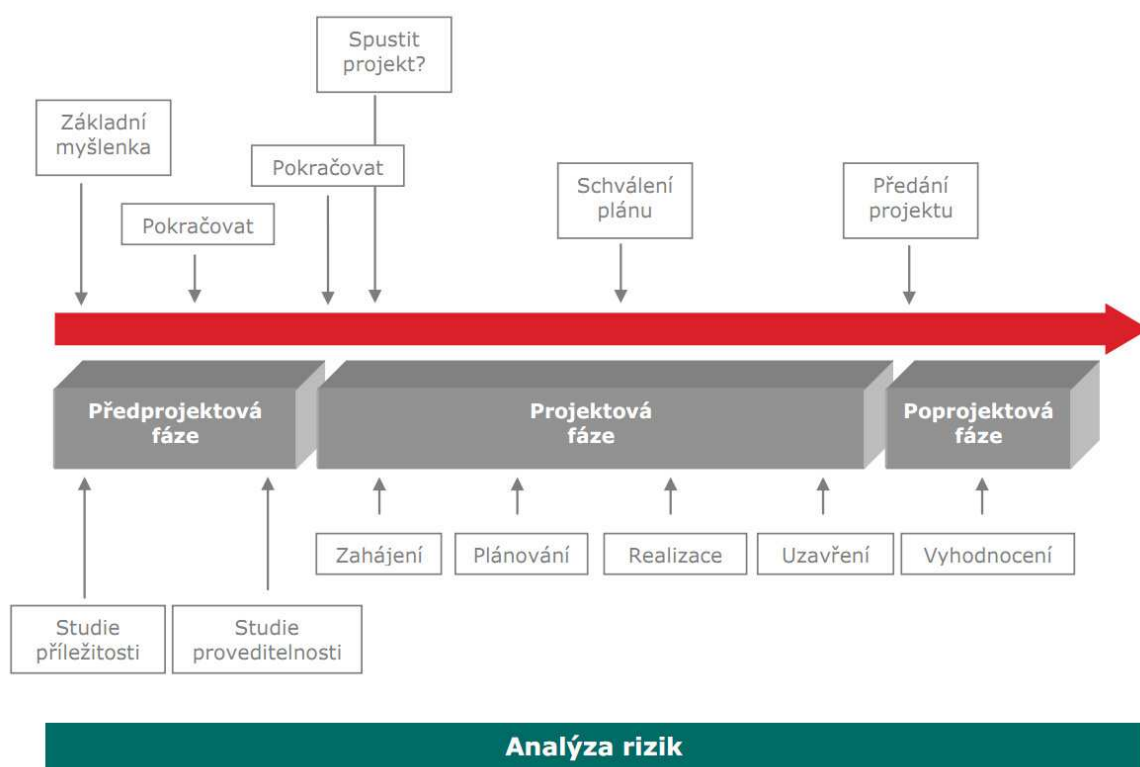 Spustit
projekt?
Základní
myšlenka
Pokračovat
Pokračovat
Schválení
plánu
Předání
projektu
Předprojektová
fáze
Projektová
fáze
Poprojektová
fáze
Zahájení
Plánování
Realizace
Uzavření
Vyhodnocení
Studie
příležitosti
Studie
proveditelnosti
Analýza rizik